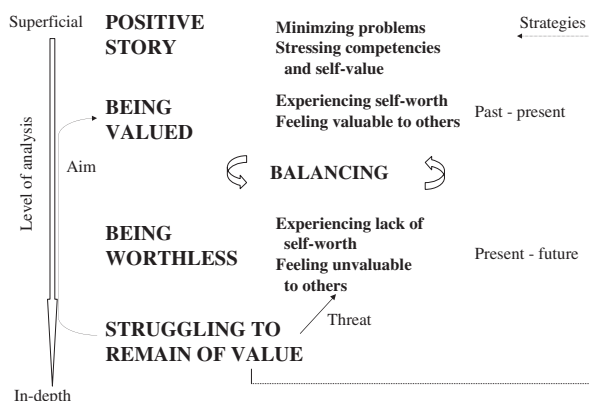 Superficial
POSITIVE
STORY
Minimzing problems
Stressing competencies
and self-value
Strategies
BEING
VALUED
Experiencing self-worth
Feeling valuable to others
Past - present
Level of analysis
Aim
BALANCING
BEING
WORTHLESS
Experiencing lack of
self-worth
Feeling unvaluable
to others
Present - future
Threat
STRUGGLING TO
REMAIN OF VALUE
In-depth